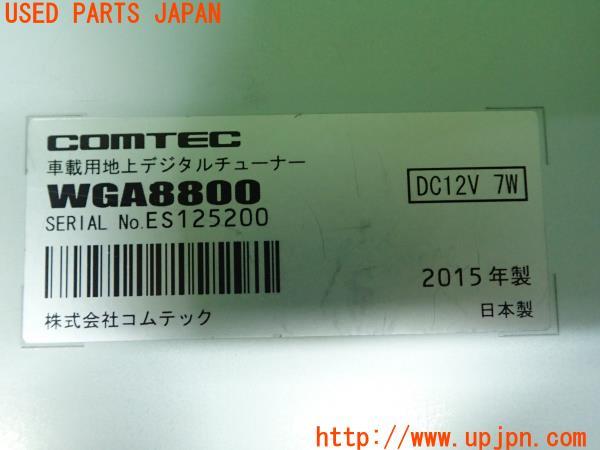 USED PARTS JAPAN
COMTEC
車載用地上デジタルチューナー
WGA8800
DC12V 7W
SERIAL No.ES125200
2015年製
株式会社コムテック
日本製
http://www.upjpn.com/